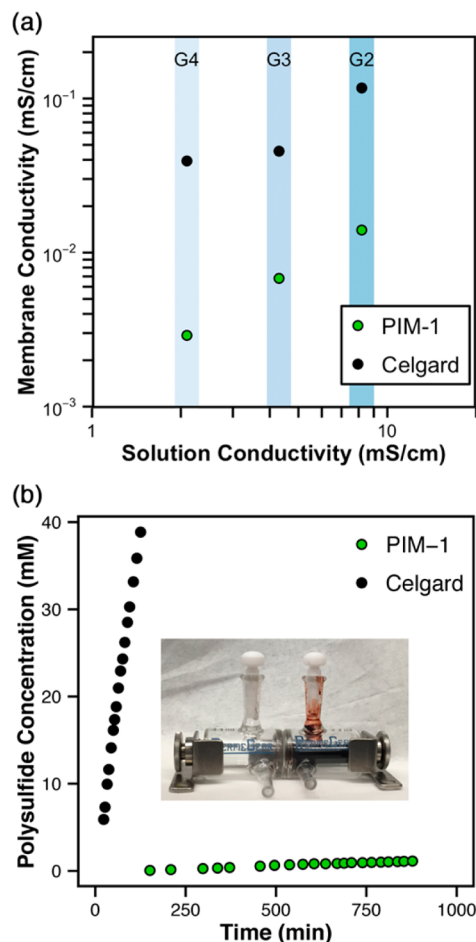 (a)
G4 G3 G2
Membrane Conductivity (mS/cm)
10⁻¹
10⁻²
10⁻³
PIM-1
Celgard
1 10
Solution Conductivity (mS/cm)
(b)
Polysulfide Concentration (mM)
40
30
20
10
0
PIM–1
Celgard
PERMEGEAR
0 250 500 750 1000
Time (min)